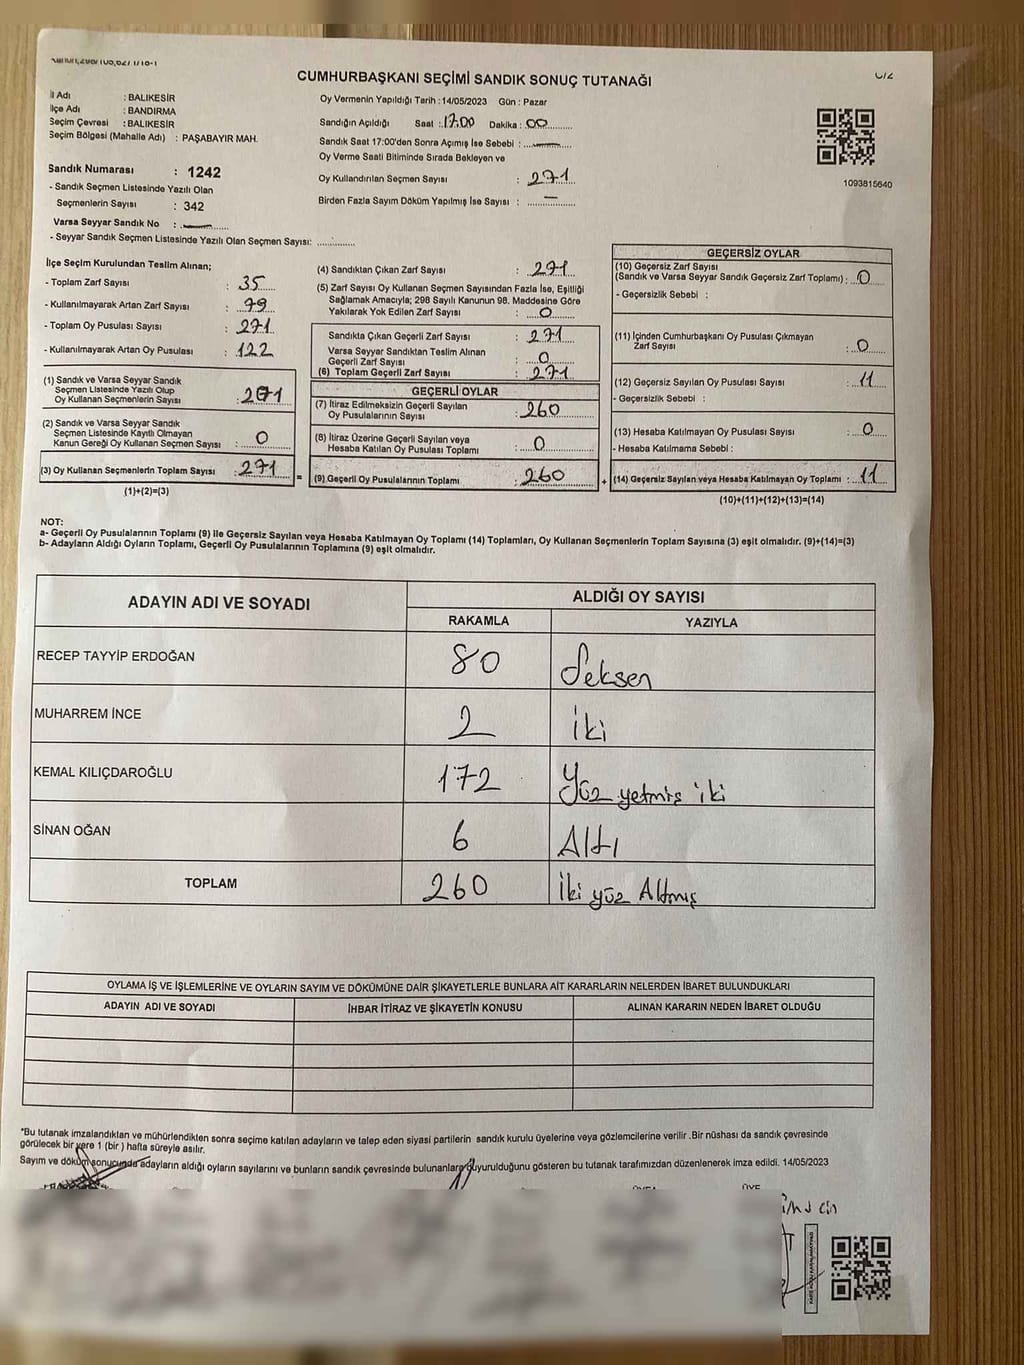 CUMHURBAŞKANI SEÇİMİ SANDIK SONUÇ TUTANAĞI
İl Adı : BALIKESİR
İlçe Adı : BANDIRMA
Seçim Çevresi : BALIKESİR
Seçim Bölgesi (Mahalle Adı) : PAŞABAYIR MAH.
Sandık Numarası : 1242
- Sandık Seçmen Listesinde Yazılı Olan
Seçmenlerin Sayısı : 342
Varsa Seyyar Sandık No :
- Seyyar Sandık Seçmen Listesinde Yazılı Olan Seçmen Sayısı:
Oy Vermenin Yapıldığı Tarih : 14/05/2023 Gün : Pazar
Sandığın Açıldığı Saat : 17.00 Dakika : 00
Sandık Saat 17:00'den Sonra Açımış İse Sebebi :
Oy Verme Saati Bitiminde Sırada Bekleyen ve
Oy Kullandırılan Seçmen Sayısı : 271
Birden Fazla Sayım Döküm Yapılmış İse Sayısı : —
1093815640
İlçe Seçim Kurulundan Teslim Alınan;
- Toplam Zarf Sayısı : 35
- Kullanılmayarak Artan Zarf Sayısı : 79
- Toplam Oy Pusulası Sayısı : 271
- Kullanılmayarak Artan Oy Pusulası : 122
(1) Sandık ve Varsa Seyyar Sandık
Seçmen Listesinde Yazılı Olup
Oy Kullanan Seçmenlerin Sayısı : 271
(2) Sandık ve Varsa Seyyar Sandık
Seçmen Listesinde Kayıtlı Olmayan
Kanun Gereği Oy Kullanan Seçmen Sayısı : 0
(3) Oy Kullanan Seçmenlerin Toplam Sayısı : 271
(1)+(2)=(3)
(4) Sandıktan Çıkan Zarf Sayısı : 271
(5) Zarf Sayısı Oy Kullanan Seçmen Sayısından Fazla İse, Eşitliği
Sağlamak Amacıyla; 298 Sayılı Kanunun 98. Maddesine Göre
Yakılarak Yok Edilen Zarf Sayısı : 0
Sandıkta Çıkan Geçerli Zarf Sayısı : 271
Varsa Seyyar Sandıktan Teslim Alınan
Geçerli Zarf Sayısı : 0
(6) Toplam Geçerli Zarf Sayısı : 271
GEÇERLİ OYLAR
(7) İtiraz Edilmeksizin Geçerli Sayılan
Oy Pusulalarının Sayısı : 260
(8) İtiraz Üzerine Geçerli Sayılan veya
Hesaba Katılan Oy Pusulası Toplamı : 0
= (9) Geçerli Oy Pusulalarının Toplamı : 260
GEÇERSİZ OYLAR
(10) Geçersiz Zarf Sayısı
(Sandık ve Varsa Seyyar Sandık Geçersiz Zarf Toplamı) : 0
- Geçersizlik Sebebi :
(11) İçinden Cumhurbaşkanı Oy Pusulası Çıkmayan
Zarf Sayısı : 0
(12) Geçersiz Sayılan Oy Pusulası Sayısı : 11
- Geçersizlik Sebebi :
(13) Hesaba Katılmayan Oy Pusulası Sayısı : 0
- Hesaba Katılmama Sebebi :
+ (14) Geçersiz Sayılan veya Hesaba Katılmayan Oy Toplamı : 11
(10)+(11)+(12)+(13)=(14)
NOT:
a- Geçerli Oy Pusulalarının Toplamı (9) ile Geçersiz Sayılan veya Hesaba Katılmayan Oy Toplamı (14) Toplamları, Oy Kullanan Seçmenlerin Toplam Sayısına (3) eşit olmalıdır. (9)+(14)=(3)
b- Adayların Aldığı Oyların Toplamı, Geçerli Oy Pusulalarının Toplamına (9) eşit olmalıdır.
ADAYIN ADI VE SOYADI ALDIĞI OY SAYISI
RAKAMLA YAZIYLA
RECEP TAYYİP ERDOĞAN 80 Seksen
MUHARREM İNCE 2 İki
KEMAL KILIÇDAROĞLU 172 Yüz yetmiş iki
SİNAN OĞAN 6 Altı
TOPLAM 260 İki yüz Altmış
OYLAMA İŞ VE İŞLEMLERİNE VE OYLARIN SAYIM VE DÖKÜMÜNE DAİR ŞİKAYETLERLE BUNLARA AİT KARARLARIN NELERDEN İBARET BULUNDUKLARI
ADAYIN ADI VE SOYADI İHBAR İTİRAZ VE ŞİKAYETİN KONUSU ALINAN KARARIN NEDEN İBARET OLDUĞU
*Bu tutanak imzalandıktan ve mühürlendikten sonra seçime katılan adayların ve talep eden siyasi partilerin sandık kurulu üyelerine veya gözlemcilerine verilir .Bir nüshası da sandık çevresinde
görülecek bir yere 1 (bir ) hafta süreyle asılır.
Sayım ve döküm sonucunda adayların aldığı oyların sayılarını ve bunların sandık çevresinde bulunanlara duyurulduğunu gösteren bu tutanak tarafımızdan düzenlenerek imza edildi. 14/05/2023
ÜYE